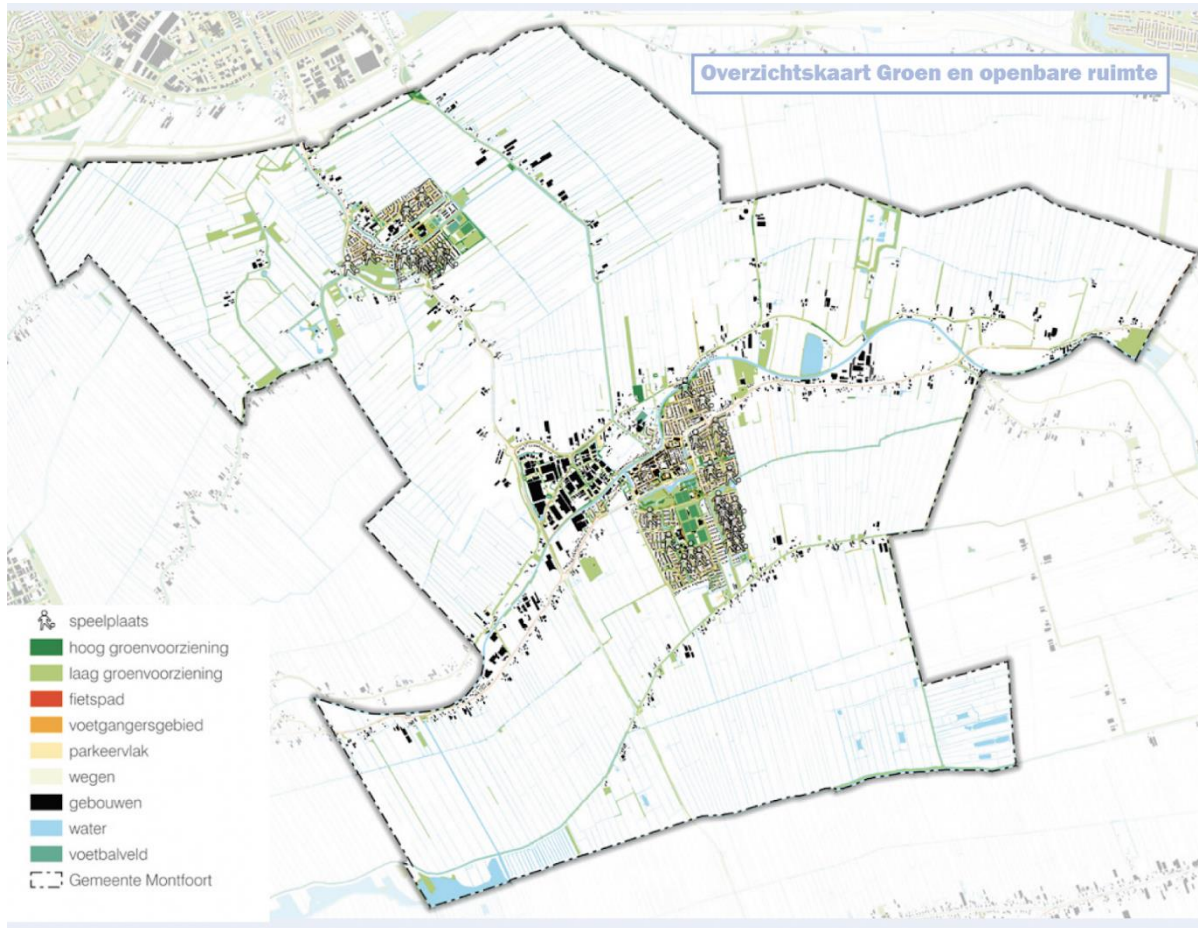 Overzichtskaart Groen en openbare ruimte
speelplaats
hoog groenvoorziening
laag groenvoorziening
fietspad
voetgangersgebied
parkeervlak
wegen
gebouwen
water
voetbalveld
Gemeente Montfoort